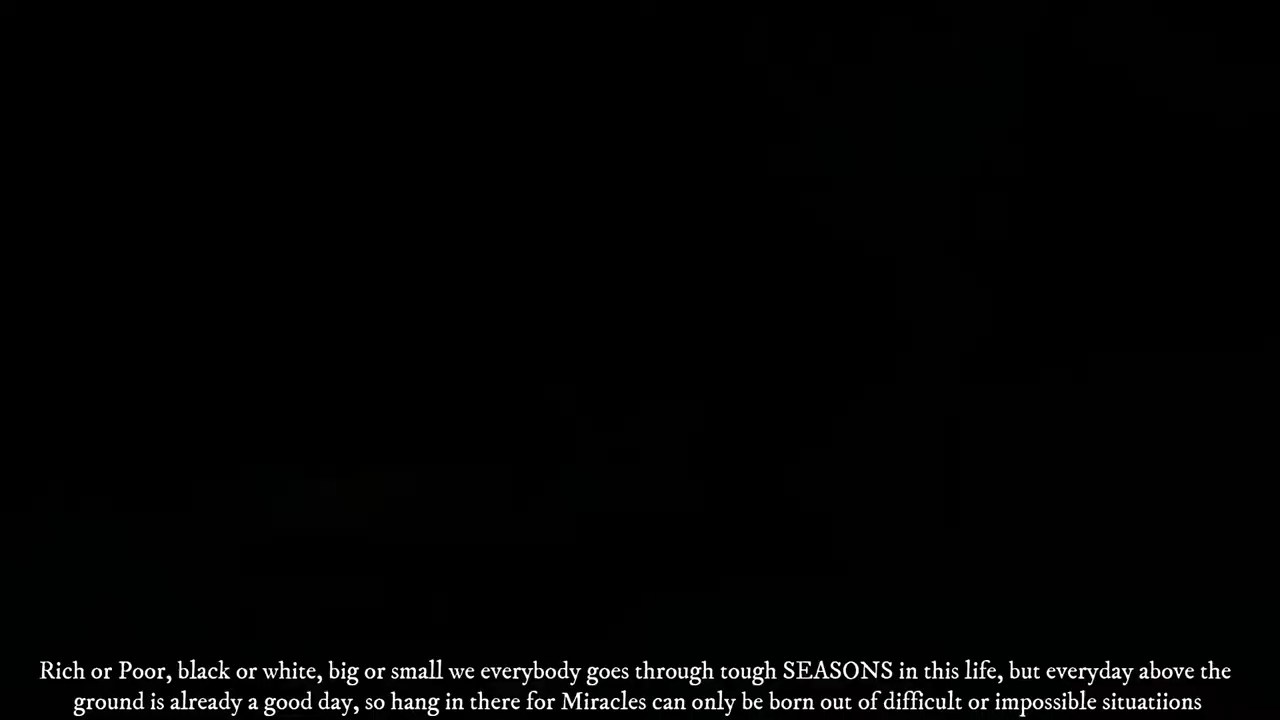 Rich or Poor, black or white, big or small we everybody goes through tough SEASONS in this life, but everyday above the
ground is already a good day, so hang in there for Miracles can only be born out of difficult or impossible situatiions